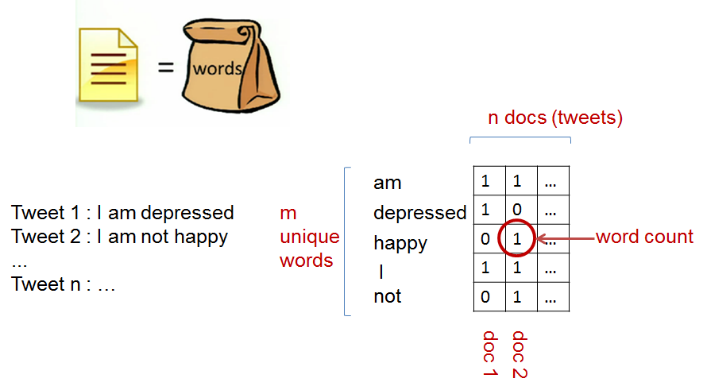 = words
n docs (tweets)
am 1 1 ...
Tweet 1 : I am depressed m depressed 1 0 ...
Tweet 2 : I am not happy unique happy 0 1 ... word count
... words I 1 1 ...
Tweet n : ... not 0 1 ...
doc 1 doc 2